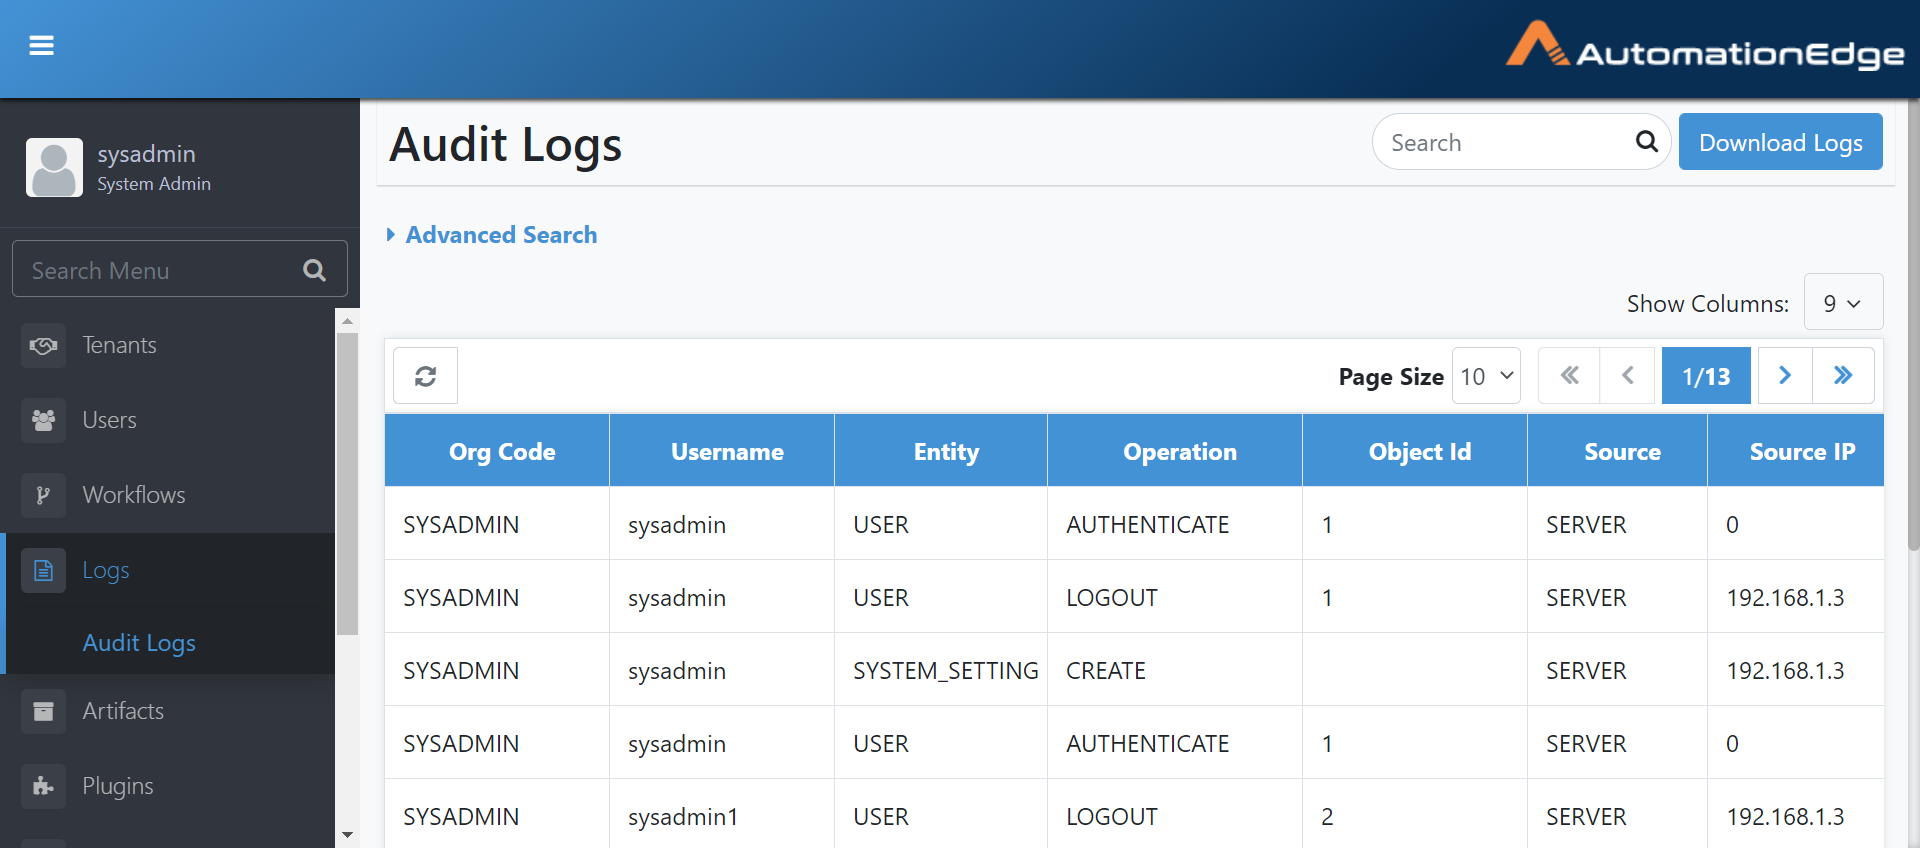 AutomationEdge
sysadmin
System Admin
Search Menu
Tenants
Users
Workflows
Logs
Audit Logs
Artifacts
Plugins
Audit Logs
Search
Download Logs
Advanced Search
Show Columns: 9
Page Size 10 1/13
Org Code Username Entity Operation Object Id Source Source IP
SYSADMIN sysadmin USER AUTHENTICATE 1 SERVER 0
SYSADMIN sysadmin USER LOGOUT 1 SERVER 192.168.1.3
SYSADMIN sysadmin SYSTEM_SETTING CREATE SERVER 192.168.1.3
SYSADMIN sysadmin USER AUTHENTICATE 1 SERVER 0
SYSADMIN sysadmin1 USER LOGOUT 2 SERVER 192.168.1.3